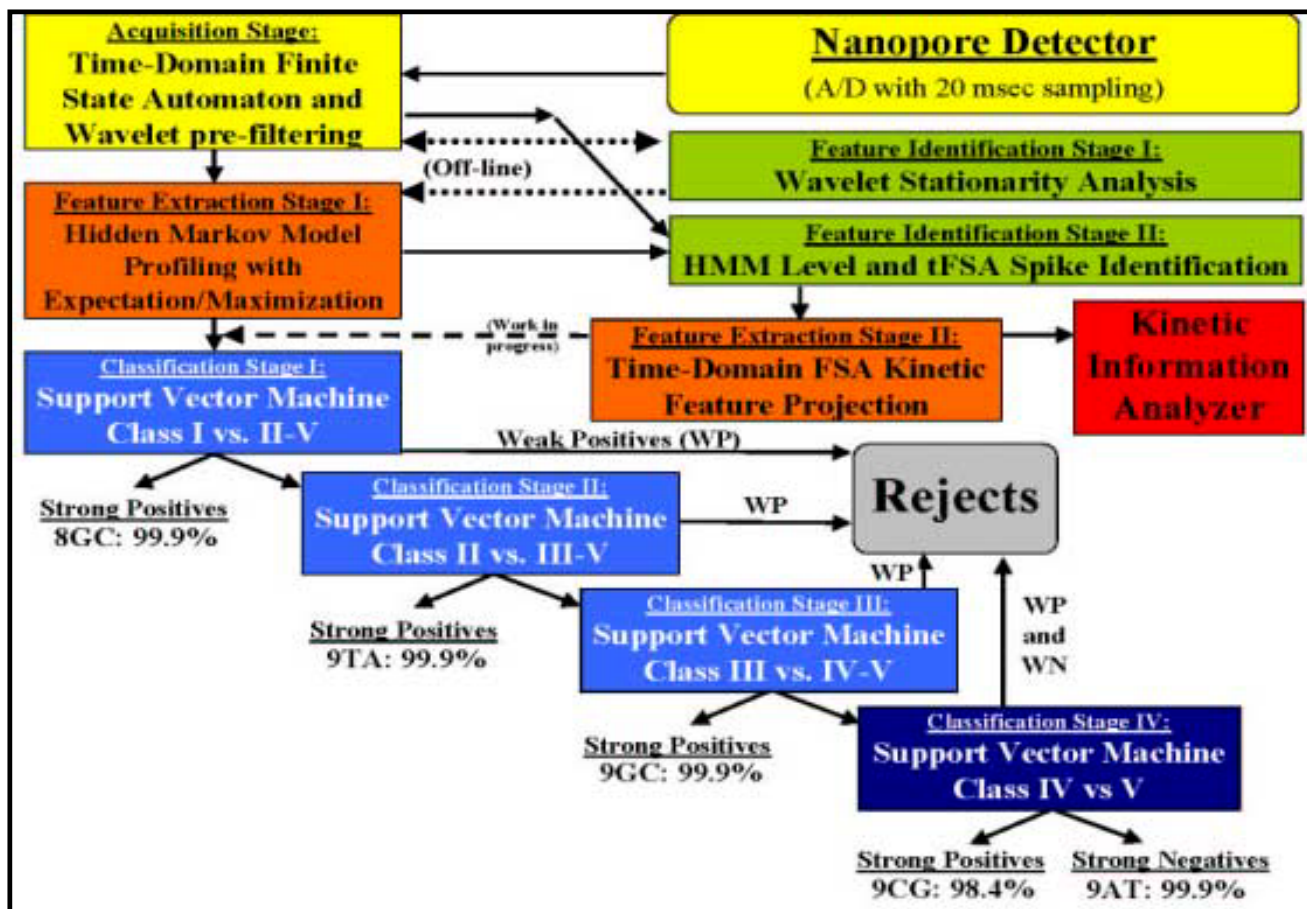 Acquisition Stage:
Time-Domain Finite
State Automaton and
Wavelet pre-filtering
Nanopore Detector
(A/D with 20 msec sampling)
(Off-line)
Feature Identification Stage I:
Wavelet Stationarity Analysis
Feature Extraction Stage I:
Hidden Markov Model
Profiling with
Expectation/Maximization
Feature Identification Stage II:
HMM Level and tFSA Spike Identification
(Work in
progress)
Feature Extraction Stage II:
Time-Domain FSA Kinetic
Feature Projection
Kinetic
Information
Analyzer
Classification Stage I:
Support Vector Machine
Class I vs. II-V
Weak Positives (WP)
Rejects
Strong Positives
8GC: 99.9%
Classification Stage II:
Support Vector Machine
Class II vs. III-V
WP
Strong Positives
9TA: 99.9%
Classification Stage III:
Support Vector Machine
Class III vs. IV-V
WP
WP
and
WN
Strong Positives
9GC: 99.9%
Classification Stage IV:
Support Vector Machine
Class IV vs V
Strong Positives
9CG: 98.4%
Strong Negatives
9AT: 99.9%